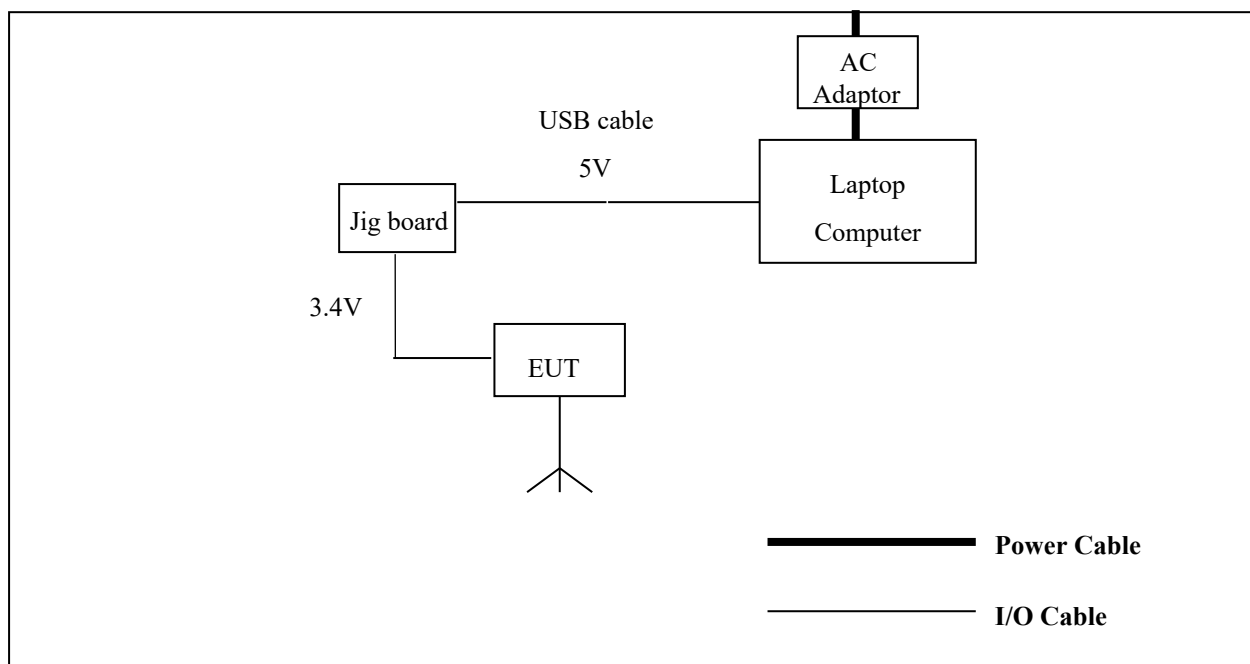 AC
Adaptor
USB cable
5V
Laptop
Computer
Jig board
3.4V
EUT
Power Cable
I/O Cable